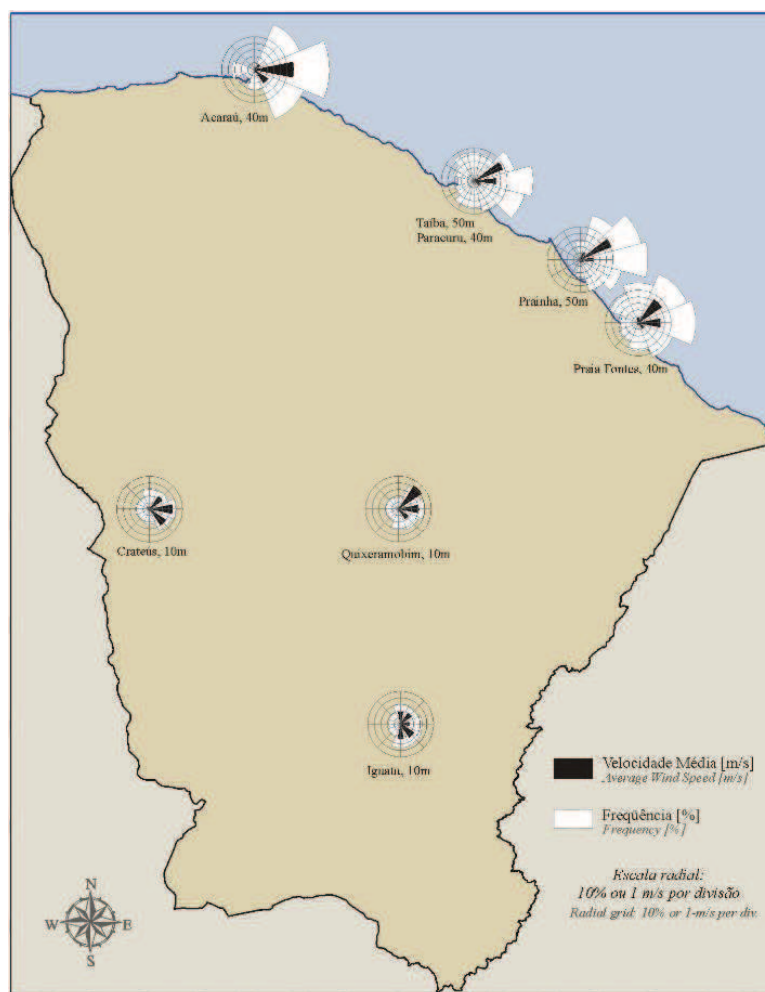 Acaraú, 40m
Taíba, 50m
Paracuru, 40m
Prainha, 50m
Praia Fontes, 40m
Crateús, 10m
Quixeramobim, 10m
Iguatu, 10m
Velocidade Média [m/s]
Average Wind Speed [m/s]
Freqüência [%]
Frequency [%]
Escala radial:
10% ou 1 m/s por divisão
Radial grid: 10% or 1-m/s per div.
N
W E
S